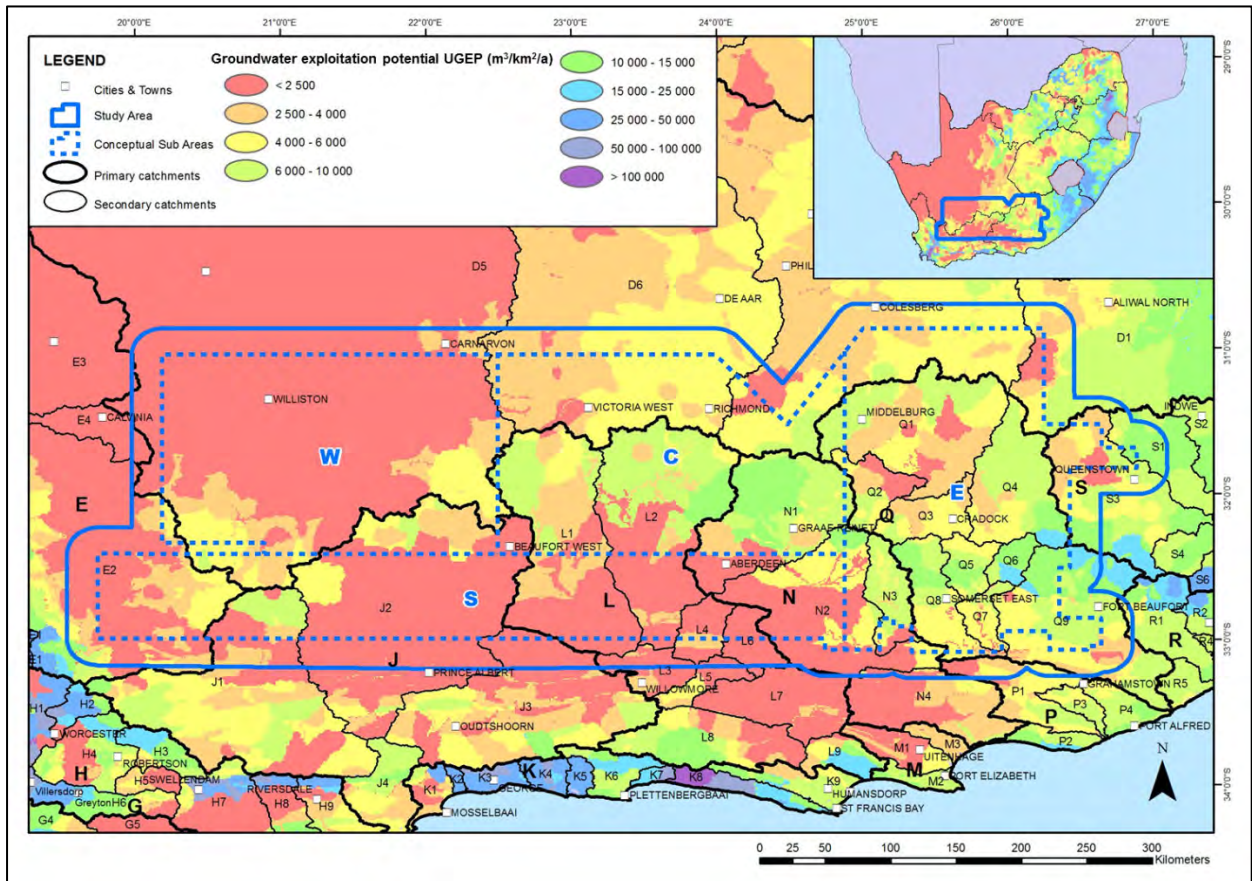 20°0'0"E 21°0'0"E 22°0'0"E 23°0'0"E 24°0'0"E 25°0'0"E 26°0'0"E 27°0'0"E
LEGEND
Cities & Towns
Study Area
Conceptual Sub Areas
Primary catchments
Secondary catchments
Groundwater exploitation potential UGEP (m³/km²/a)
< 2 500
2 500 - 4 000
4 000 - 6 000
6 000 - 10 000
10 000 - 15 000
15 000 - 25 000
25 000 - 50 000
50 000 - 100 000
> 100 000
29°0'0"S
30°0'0"S
31°0'0"S
32°0'0"S
33°0'0"S
34°0'0"S
D5
D6
PHIL
DE AAR
COLESBERG
ALIWAL NORTH
D1
E3
CARNARVON
E4
CALVINIA
WILLISTON
VICTORIA WEST
RICHMOND
MIDDELBURG
Q1
INDWE
S2
S1
W
C
E
QUEENSTOWN
S
S3
E
Q2
Q
Q4
L2
N1
Q3
CRADOCK
GRAAF REINET
L1
BEAUFORT WEST
ABERDEEN
E2
S
J2
L
N
N2
N3
Q5
Q6
S4
S6
Q8
SOMERSET EAST
Q7
Q9
FORT BEAUFORT
R1
R2
R
R4
R5
L4
L6
J
PRINCE ALBERT
L3
L5
WILLOWMORE
L7
N4
P1
GRAHAMSTOWN
P3
P
P4
PORT ALFRED
P2
J1
J3
OUDTSHOORN
L8
L9
M1
M3
UITENHAGE
M
PORT ELIZABETH
M2
E1
H1
H2
WORCESTER
H4
ROBERTSON
H3
H
H5
SWELLENDAM
Villersdorp
Greyton
H6
G
G4
G5
H7
RIVERSDALE
H8
H9
J4
K1
K2
K3
GEORGE
K
K4
K5
K6
K7
K8
K9
MOSSELBAAI
PLETTENBERGBAAI
HUMANSDORP
ST FRANCIS BAY
N
0 25 50 100 150 200 250 300
Kilometers